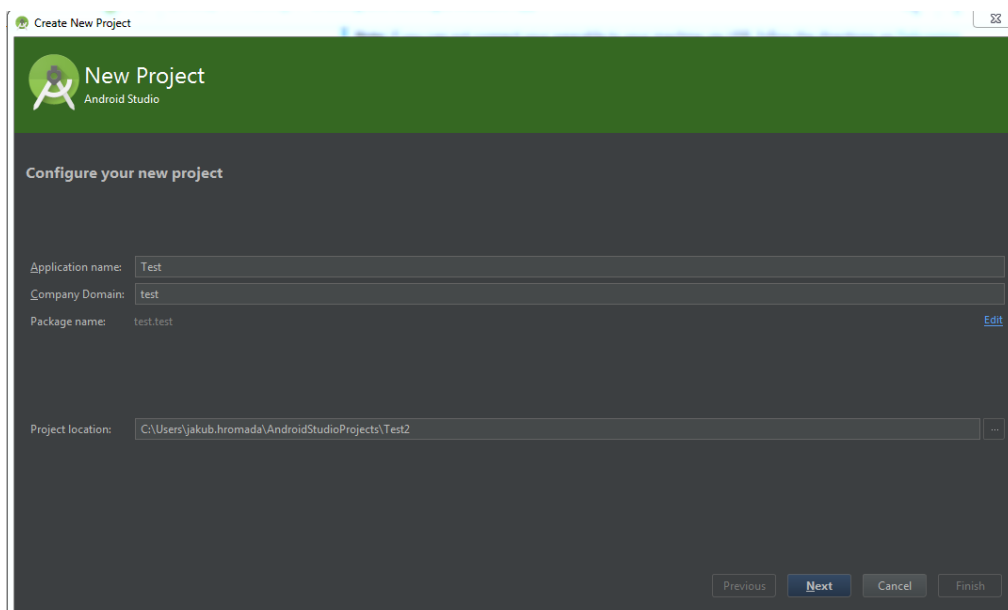 Create New Project
New Project
Android Studio
Configure your new project
Application name: Test
Company Domain: test
Package name: test.test Edit
Project location: C:\Users\jakub.hromada\AndroidStudioProjects\Test2 ...
Previous Next Cancel Finish